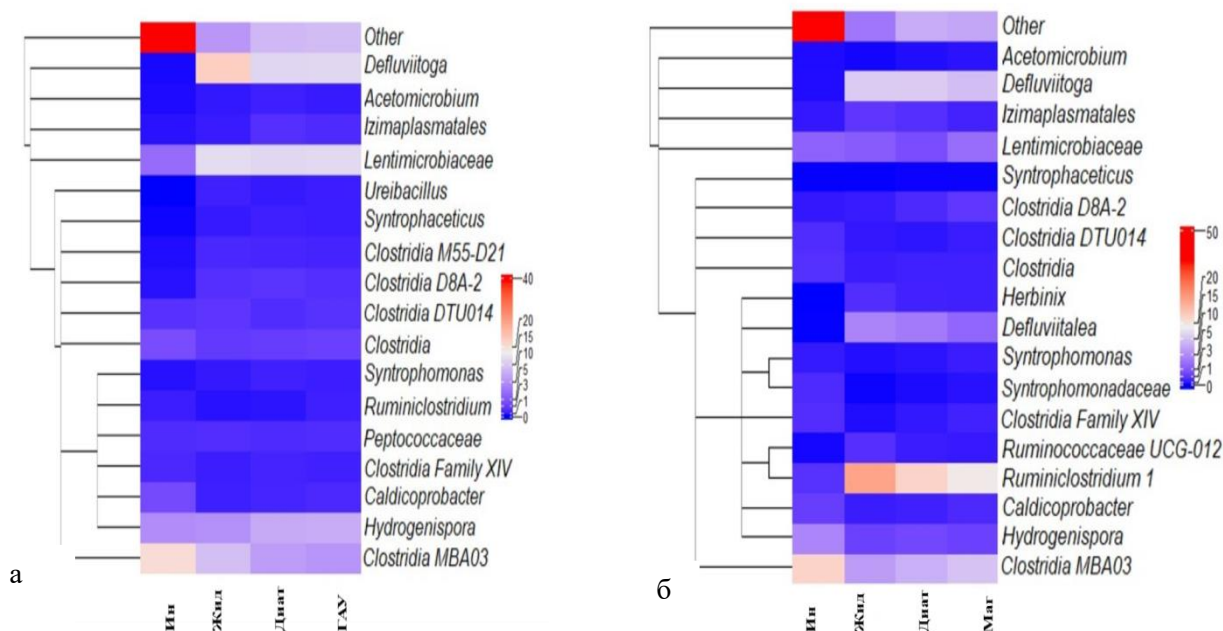 Other
Defluviitoga
Acetomicrobium
Izimaplasmatales
Lentimicrobiaceae
Ureibacillus
Syntrophaceticus
Clostridia M55-D21
Clostridia D8A-2
Clostridia DTU014
Clostridia
Syntrophomonas
Ruminiclostridium
Peptococcaceae
Clostridia Family XIV
Caldicoprobacter
Hydrogenispora
Clostridia MBA03
40
20
15
10
5
3
1
0
а
Ин
Жид
Диат
ГАУ
Other
Acetomicrobium
Defluviitoga
Izimaplasmatales
Lentimicrobiaceae
Syntrophaceticus
Clostridia D8A-2
Clostridia DTU014
Clostridia
Herbinix
Defluviitalea
Syntrophomonas
Syntrophomonadaceae
Clostridia Family XIV
Ruminococcaceae UCG-012
Ruminiclostridium 1
Caldicoprobacter
Hydrogenispora
Clostridia MBA03
50
20
15
10
5
3
1
0
б
Ин
Жид
Диат
Маг